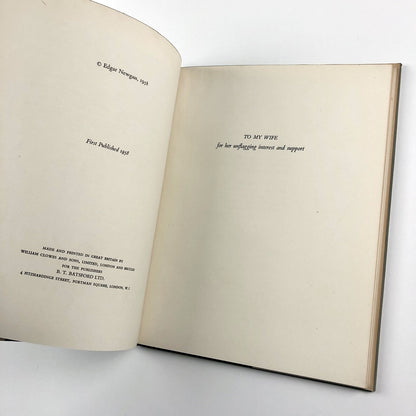 © Edgar Newgass, 1958
First Published 1958
MADE AND PRINTED IN GREAT BRITAIN BY
WILLIAM CLOWES AND SONS, LIMITED, LONDON AND BECCLES
FOR THE PUBLISHERS
B. T. BATSFORD LTD.
4 FITZHARDINGE STREET, PORTMAN SQUARE, LONDON, W.1
TO MY WIFE
for her unflagging interest and support